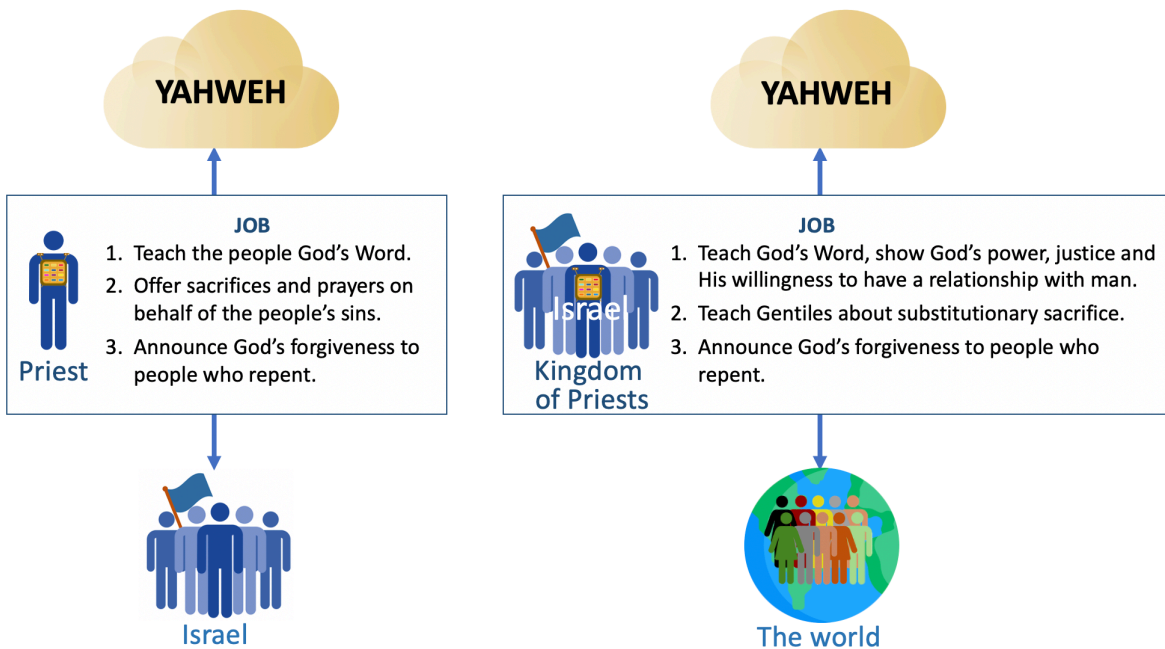 YAHWEH
JOB
1. Teach the people God’s Word.
2. Offer sacrifices and prayers on
behalf of the people’s sins.
3. Announce God’s forgiveness to
people who repent.
Priest
Israel
YAHWEH
JOB
1. Teach God’s Word, show God’s power, justice and
His willingness to have a relationship with man.
2. Teach Gentiles about substitutionary sacrifice.
3. Announce God’s forgiveness to people who
repent.
Israel
Kingdom
of Priests
The world